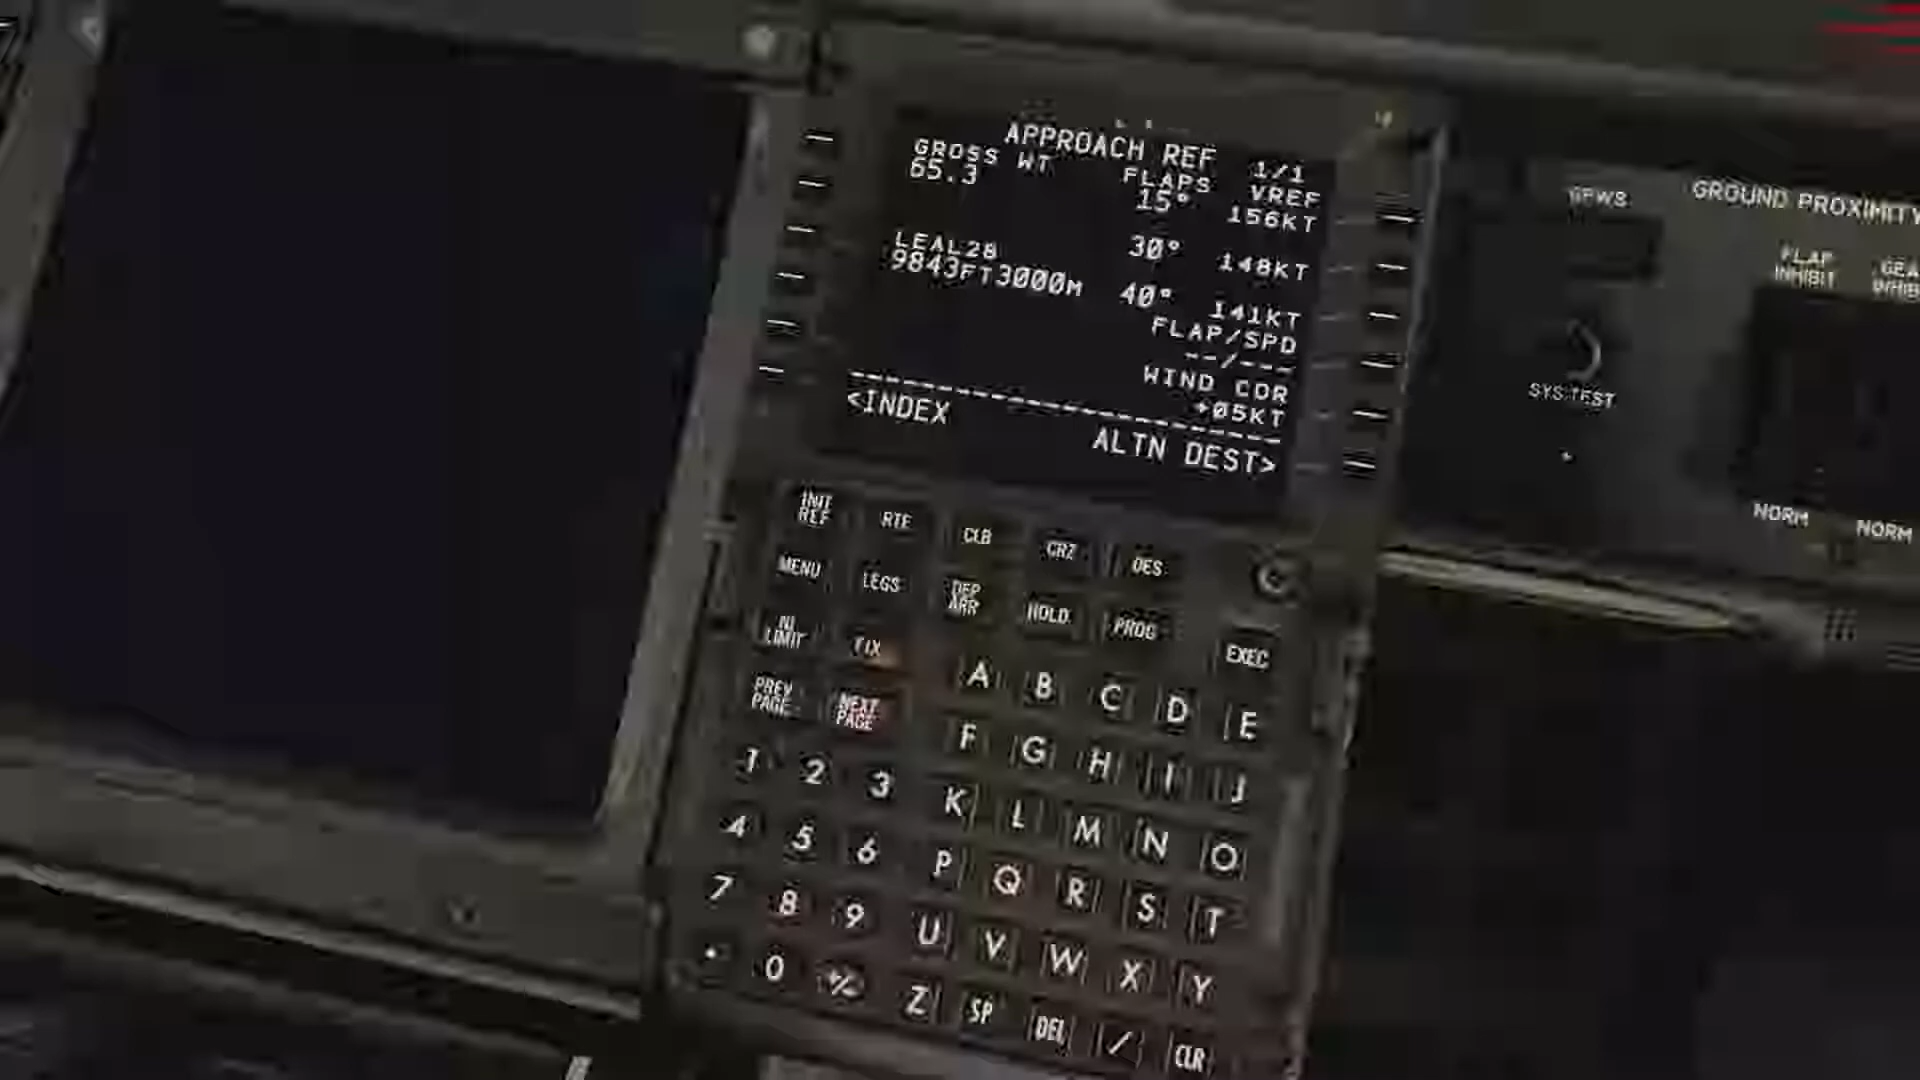 APPROACH REF 1/1
GROSS WT FLAPS VREF
65.3 15° 156KT
30° 148KT
LEAL28
9843FT3000M 40° 141KT
FLAP/SPD
--/---
WIND COR
+05KT
<INDEX
ALTN DEST>
INIT REF RTE CLB CRZ DES
MENU LEGS DEP ARR HOLD PROG EXEC
N1 LIMIT FIX
PREV PAGE NEXT PAGE
A B C D E
F G H I J
1 2 3 K L M N O
4 5 6 P Q R S T
7 8 9 U V W X Y
. 0 +/- Z SP DEL / CLR
GPWS
GROUND PROXIMITY
FLAP INHIBIT
SYS TEST
NORM NORM